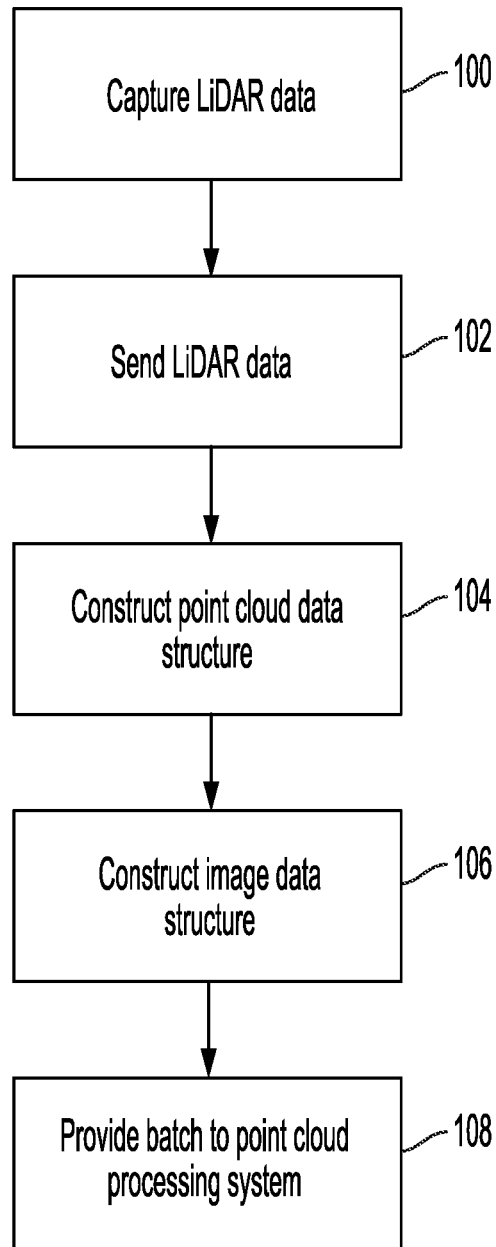 Capture LiDAR data
100
Send LiDAR data
102
Construct point cloud data
structure
104
Construct image data
structure
106
Provide batch to point cloud
processing system
108